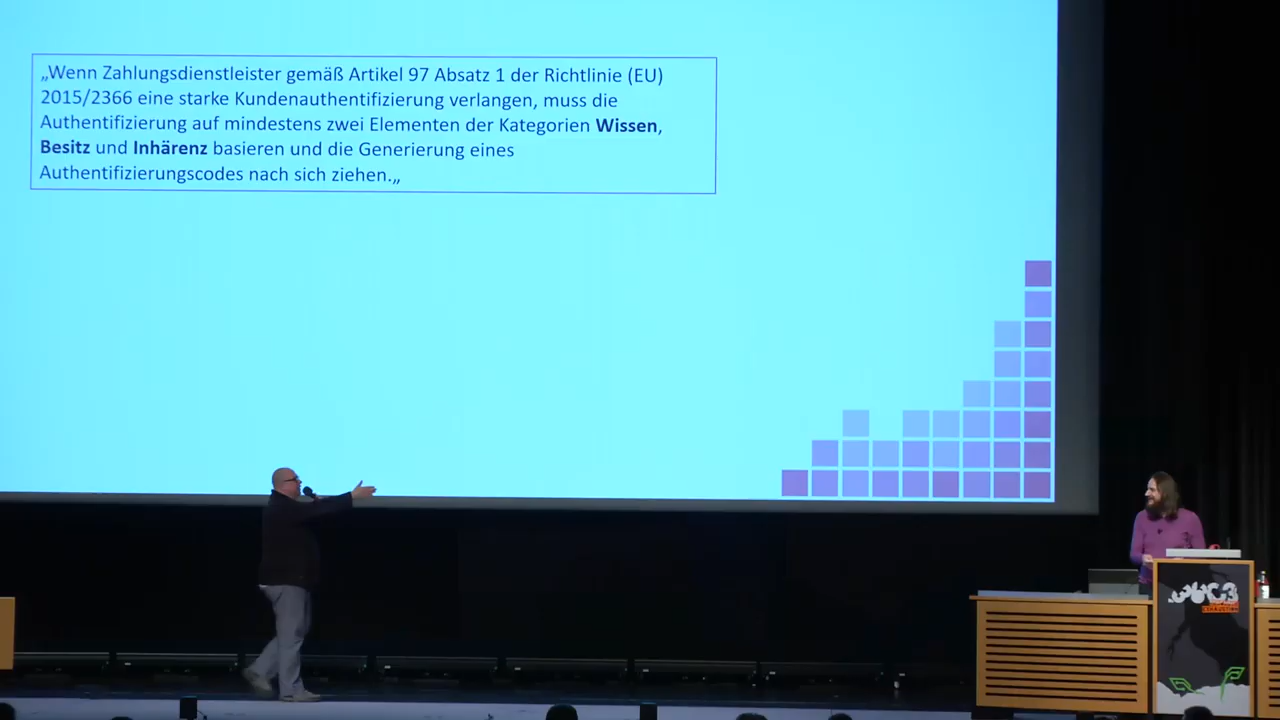 „Wenn Zahlungsdienstleister gemäß Artikel 97 Absatz 1 der Richtlinie (EU)
2015/2366 eine starke Kundenauthentifizierung verlangen, muss die
Authentifizierung auf mindestens zwei Elementen der Kategorien Wissen,
Besitz und Inhärenz basieren und die Generierung eines
Authentifizierungscodes nach sich ziehen.„